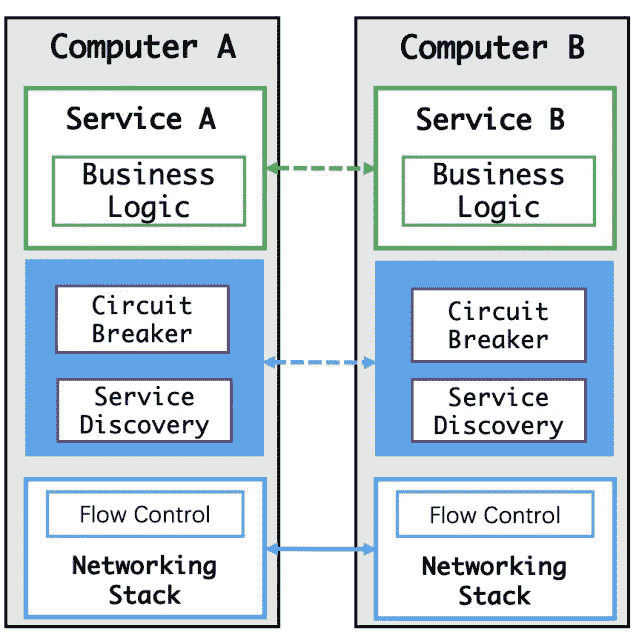 Computer A
Service A
Business
Logic
Circuit
Breaker
Service
Discovery
Flow Control
Networking
Stack
Computer B
Service B
Business
Logic
Circuit
Breaker
Service
Discovery
Flow Control
Networking
Stack